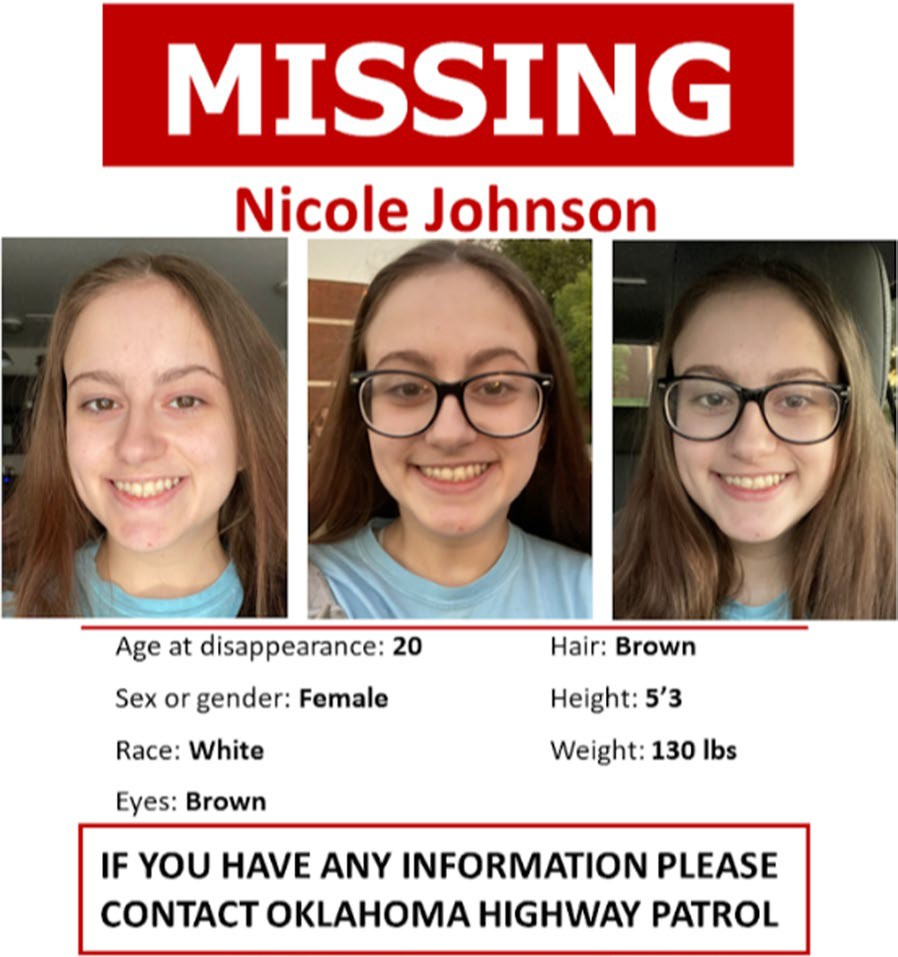 MISSING
Nicole Johnson
Age at disappearance: 20
Hair: Brown
Sex or gender: Female
Height: 5’3
Race: White
Weight: 130 lbs
Eyes: Brown
IF YOU HAVE ANY INFORMATION PLEASE
CONTACT OKLAHOMA HIGHWAY PATROL